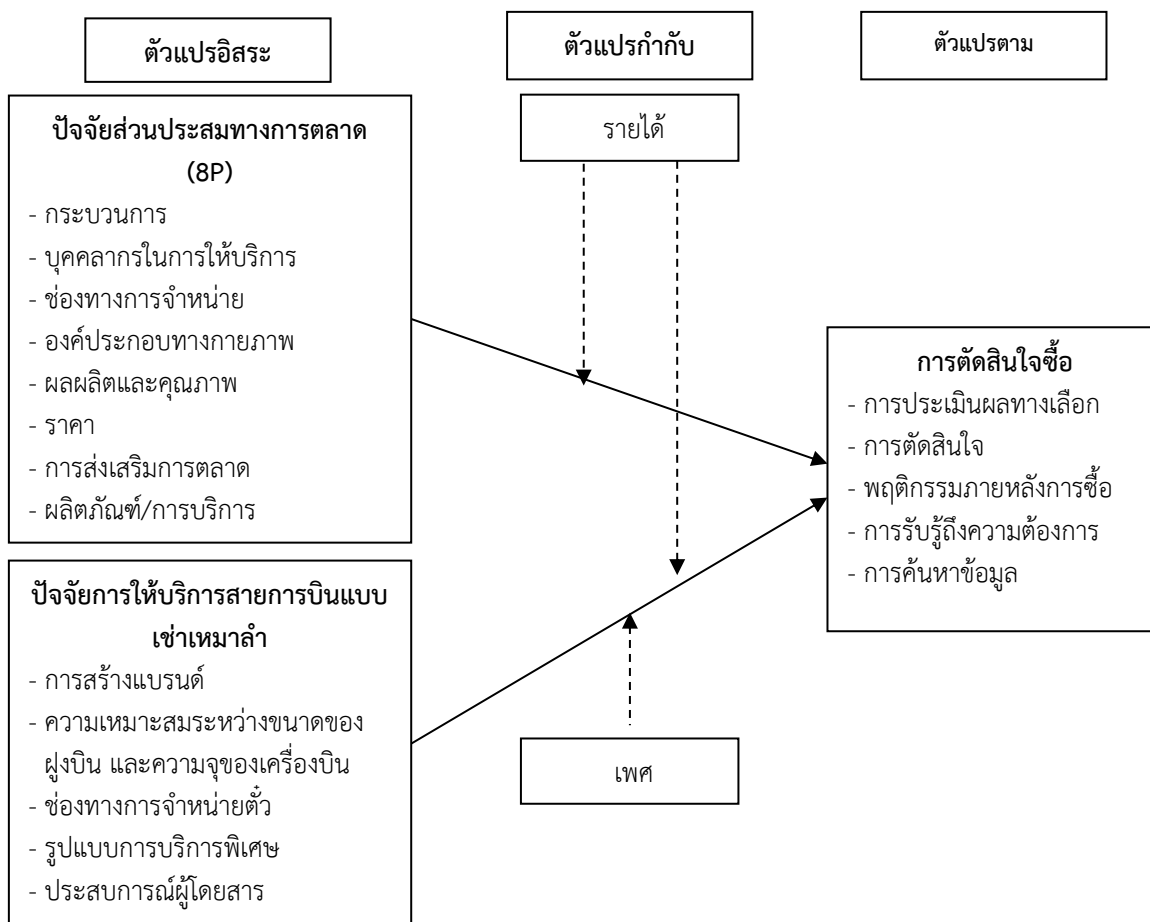 ตัวแปรอิสระ
ตัวแปรกำกับ
ตัวแปรตาม
ปัจจัยส่วนประสมทางการตลาด
(8P)
- กระบวนการ
- บุคคลากรในการให้บริการ
- ช่องทางการจำหน่าย
- องค์ประกอบทางกายภาพ
- ผลผลิตและคุณภาพ
- ราคา
- การส่งเสริมการตลาด
- ผลิตภัณฑ์/การบริการ
รายได้
การตัดสินใจซื้อ
- การประเมินผลทางเลือก
- การตัดสินใจ
- พฤติกรรมภายหลังการซื้อ
- การรับรู้ถึงความต้องการ
- การค้นหาข้อมูล
ปัจจัยการให้บริการสายการบินแบบ
เช่าเหมาลำ
- การสร้างแบรนด์
- ความเหมาะสมระหว่างขนาดของ
ฝูงบิน และความจุของเครื่องบิน
- ช่องทางการจำหน่ายตั๋ว
- รูปแบบการบริการพิเศษ
- ประสบการณ์ผู้โดยสาร
เพศ